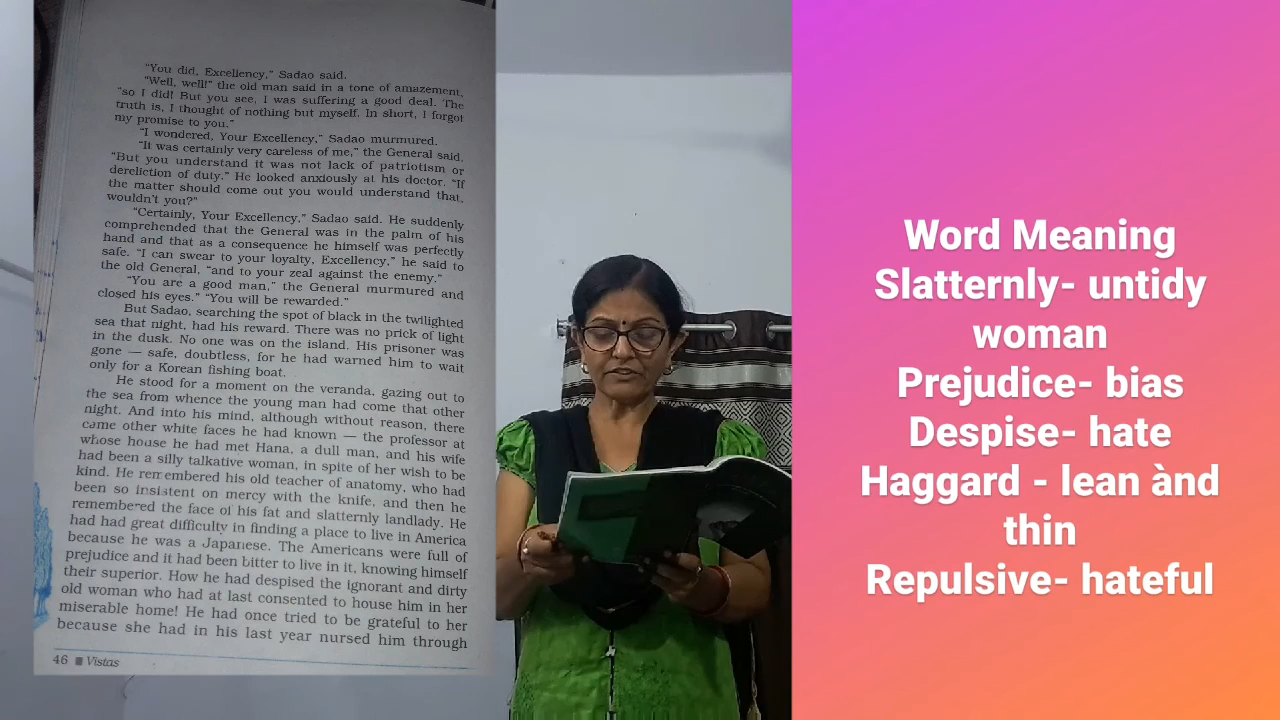 "You did, Excellency," Sadao said.
"Well, well!" the old man said in a tone of amazement,
"so I did! But you see, I was suffering a good deal. The
truth is, I thought of nothing but myself. In short, I forgot
my promise to you."
"I wondered, Your Excellency," Sadao murmured.
"It was certainly very careless of me," the General said.
"But you understand it was not lack of patriotism or
dereliction of duty." He looked anxiously at his doctor. "If
the matter should come out you would understand that,
wouldn't you?"
"Certainly, Your Excellency," Sadao said. He suddenly
comprehended that the General was in the palm of his
hand and that as a consequence he himself was perfectly
safe. "I can swear to your loyalty, Excellency," he said to
the old General, "and to your zeal against the enemy."
"You are a good man," the General murmured and
closed his eyes." "You will be rewarded."
But Sadao, searching the spot of black in the twilighted
sea that night, had his reward. There was no prick of light
in the dusk. No one was on the island. His prisoner was
gone — safe, doubtless, for he had warned him to wait
only for a Korean fishing boat.
He stood for a moment on the veranda, gazing out to
the sea from whence the young man had come that other
night. And into his mind, although without reason, there
came other white faces he had known — the professor at
whose house he had met Hana, a dull man, and his wife
had been a silly talkative woman, in spite of her wish to be
kind. He remembered his old teacher of anatomy, who had
been so insistent on mercy with the knife, and then he
remembered the face of his fat and slatternly landlady. He
had had great difficulty in finding a place to live in America
because he was a Japanese. The Americans were full of
prejudice and it had been bitter to live in it, knowing himself
their superior. How he had despised the ignorant and dirty
old woman who had at last consented to house him in her
miserable home! He had once tried to be grateful to her
because she had in his last year nursed him through
46 ■ Vistas
Word Meaning
Slatternly- untidy
woman
Prejudice- bias
Despise- hate
Haggard - lean ànd
thin
Repulsive- hateful